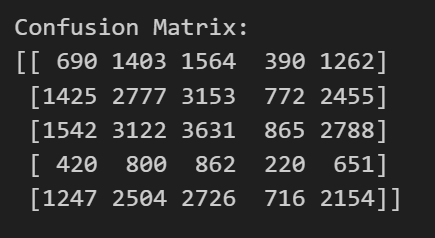 Confusion Matrix:
[[ 690 1403 1564  390 1262]
 [1425 2777 3153  772 2455]
 [1542 3122 3631  865 2788]
 [ 420  800  862  220  651]
 [1247 2504 2726  716 2154]]